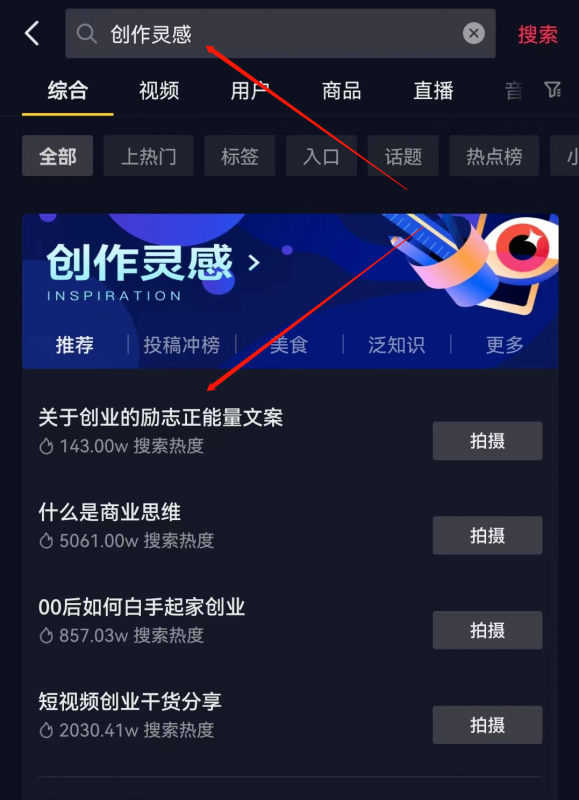 创作灵感 搜索
综合 视频 用户 商品 直播 音
全部 上热门 标签 入口 话题 热点榜 小
创作灵感 >
INSPIRATION
推荐 投稿冲榜 美食 泛知识 更多
关于创业的励志正能量文案
143.00w 搜索热度
拍摄
什么是商业思维
5061.00w 搜索热度
拍摄
00后如何白手起家创业
857.03w 搜索热度
拍摄
短视频创业干货分享
2030.41w 搜索热度
拍摄